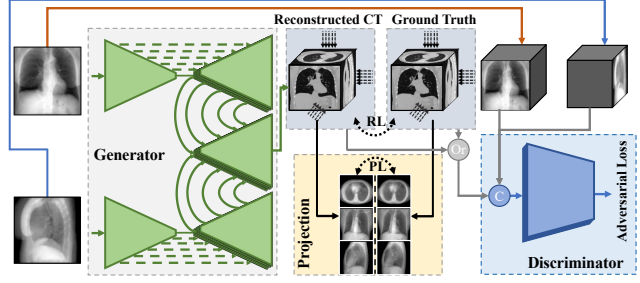 Reconstructed CT
Ground Truth
Generator
RL
Or
PL
C
Projection
Adversarial Loss
Discriminator